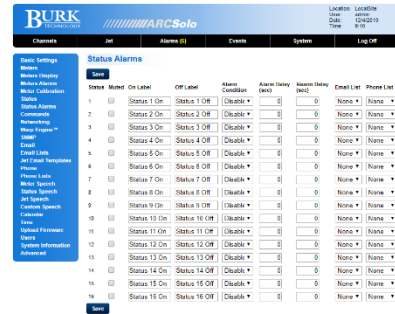 BURK
TECHNOLOGY
ARCSolo
Location: LocalSite
User: admin
Date: 12/4/2019
Time: 9:10
Channels Jet Alarms (5) Events System Log Off
Basic Settings
Meters
Meters Display
Meters Alarms
Meter Calibration
Status
Status Alarms
Commands
Networking
Warp Engine™
SNMP
Email
Email Lists
Jet Email Templates
Phone
Phone Lists
Meter Speech
Status Speech
Jet Speech
Custom Speech
Calendar
Time
Upload Firmware
Users
System Information
Advanced
Status Alarms
Save
Status Muted On Label Off Label Alarm Condition Alarm Delay (sec) Rearm Delay (sec) Email List Phone List
1 Status 1 On Status 1 Off Disable 0 0 None None
2 Status 2 On Status 2 Off Disable 0 0 None None
3 Status 3 On Status 3 Off Disable 0 0 None None
4 Status 4 On Status 4 Off Disable 0 0 None None
5 Status 5 On Status 5 Off Disable 0 0 None None
6 Status 6 On Status 6 Off Disable 0 0 None None
7 Status 7 On Status 7 Off Disable 0 0 None None
8 Status 8 On Status 8 Off Disable 0 0 None None
9 Status 9 On Status 9 Off Disable 0 0 None None
10 Status 10 On Status 10 Off Disable 0 0 None None
11 Status 11 On Status 11 Off Disable 0 0 None None
12 Status 12 On Status 12 Off Disable 0 0 None None
13 Status 13 On Status 13 Off Disable 0 0 None None
14 Status 14 On Status 14 Off Disable 0 0 None None
15 Status 15 On Status 15 Off Disable 0 0 None None
16 Status 16 On Status 16 Off Disable 0 0 None None
Save